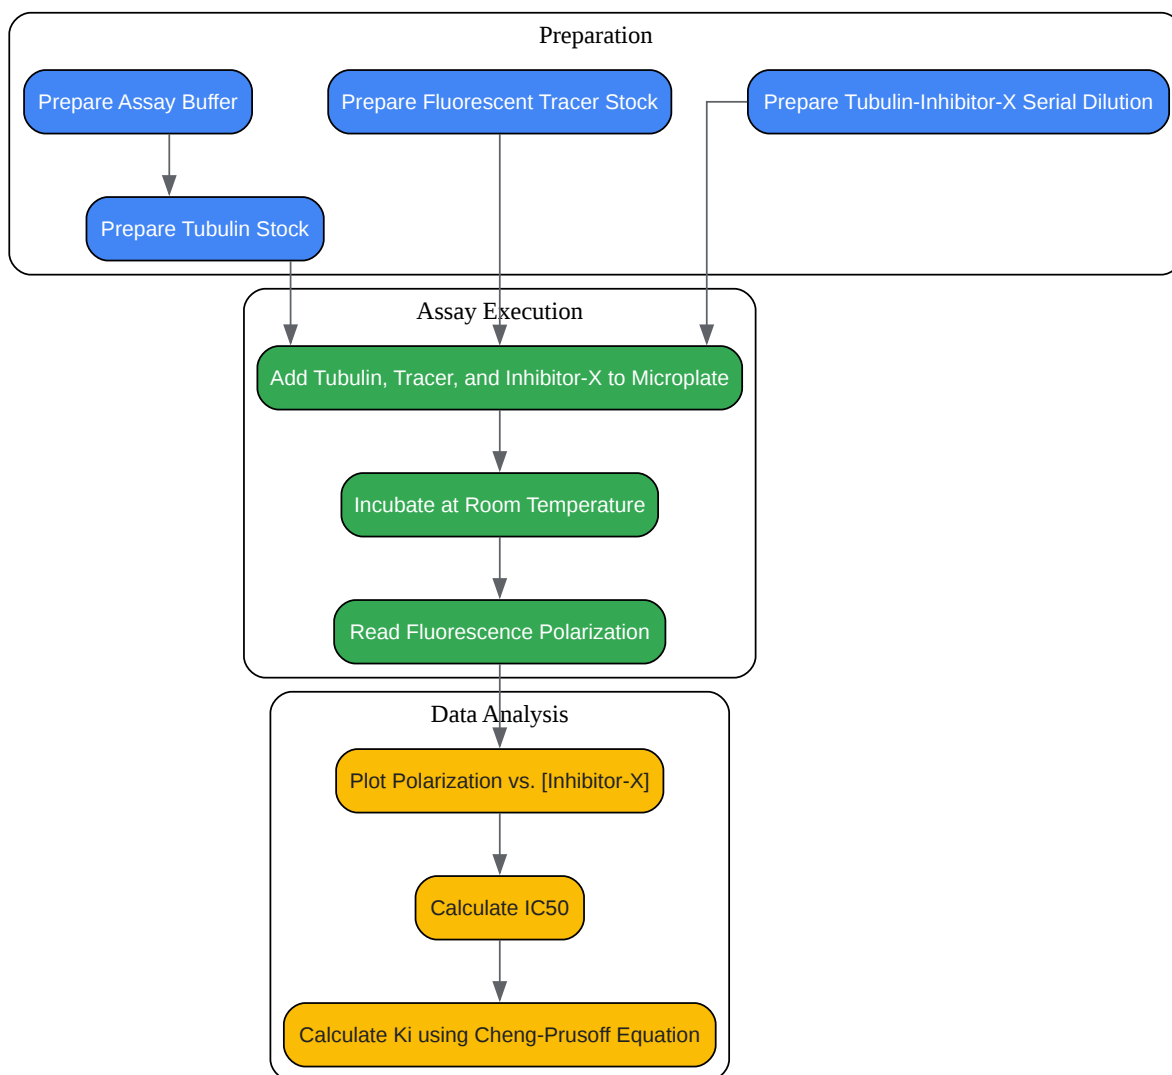 Preparation
Prepare Assay Buffer
Prepare Fluorescent Tracer Stock
Prepare Tubulin-Inhibitor-X Serial Dilution
Prepare Tubulin Stock
Assay Execution
Add Tubulin, Tracer, and Inhibitor-X to Microplate
Incubate at Room Temperature
Read Fluorescence Polarization
Data Analysis
Plot Polarization vs. [Inhibitor-X]
Calculate IC50
Calculate Ki using Cheng-Prusoff Equation